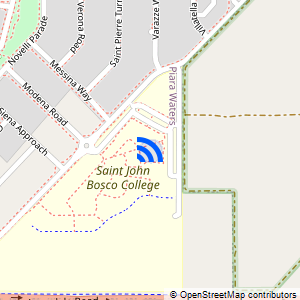 Novelli Parade
Verona Road
Saint Pierre Turn
Varazze W
Villatella
Messina Way
Modena Road
Siena Approach
Piara Waters
Saint John
Bosco College
© OpenStreetMap contributors